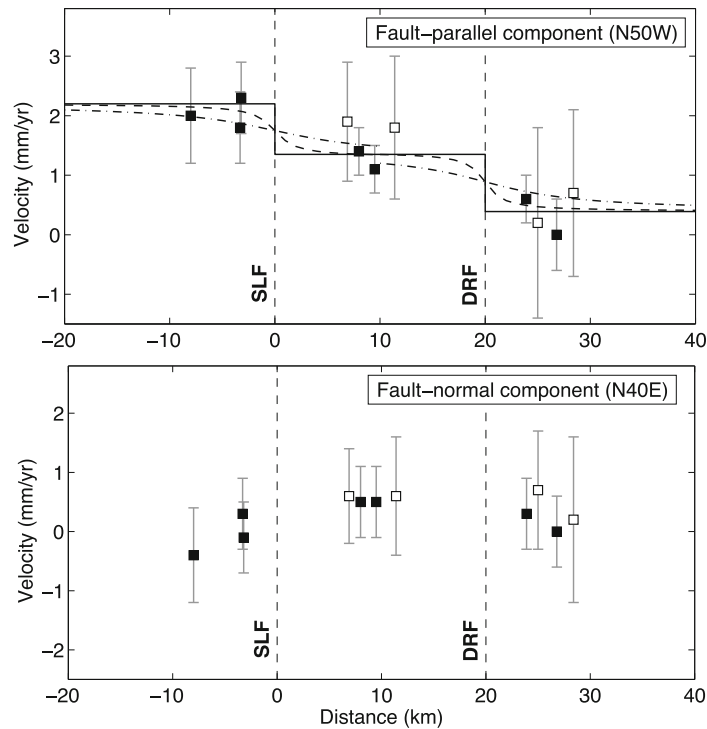 Fault–parallel component (N50W)
3
2
1
0
−1
Velocity (mm/yr)
SLF
DRF
−20
−10
0
10
20
30
40
Fault–normal component (N40E)
2
1
0
−1
−2
Velocity (mm/yr)
SLF
DRF
−20
−10
0
10
20
30
40
Distance (km)